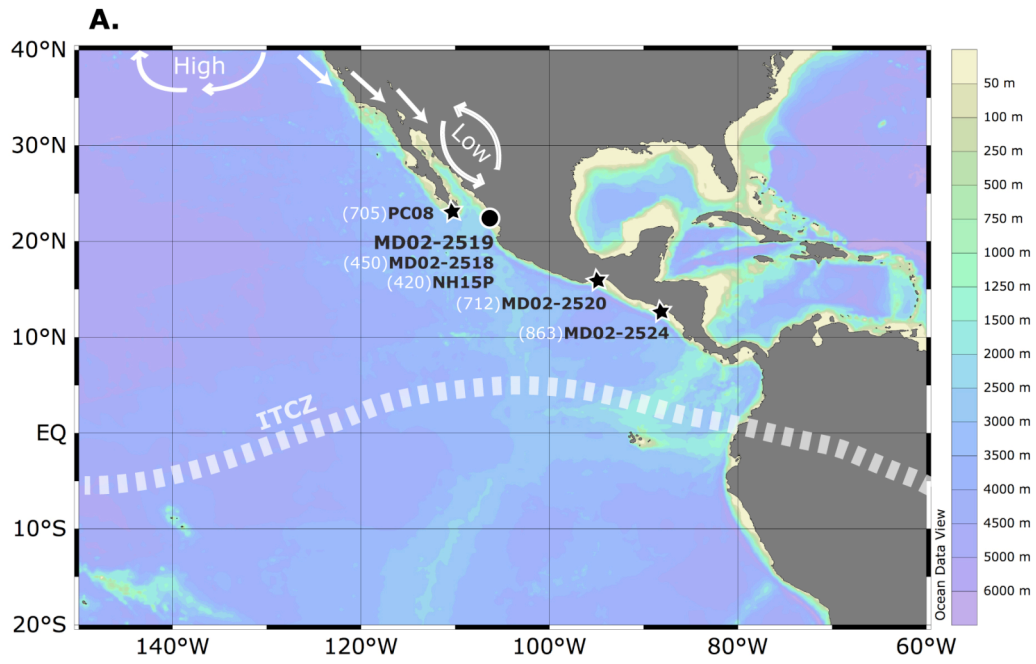 A.
40°N
30°N
20°N
10°N
EQ
10°S
20°S
High
Low
(705)PC08
MD02-2519
(450)MD02-2518
(420)NH15P
(712)MD02-2520
(863)MD02-2524
ITCZ
140°W
120°W
100°W
80°W
60°W
Ocean Data View
50 m
100 m
250 m
500 m
750 m
1000 m
1250 m
1500 m
2000 m
2500 m
3000 m
3500 m
4000 m
4500 m
5000 m
6000 m